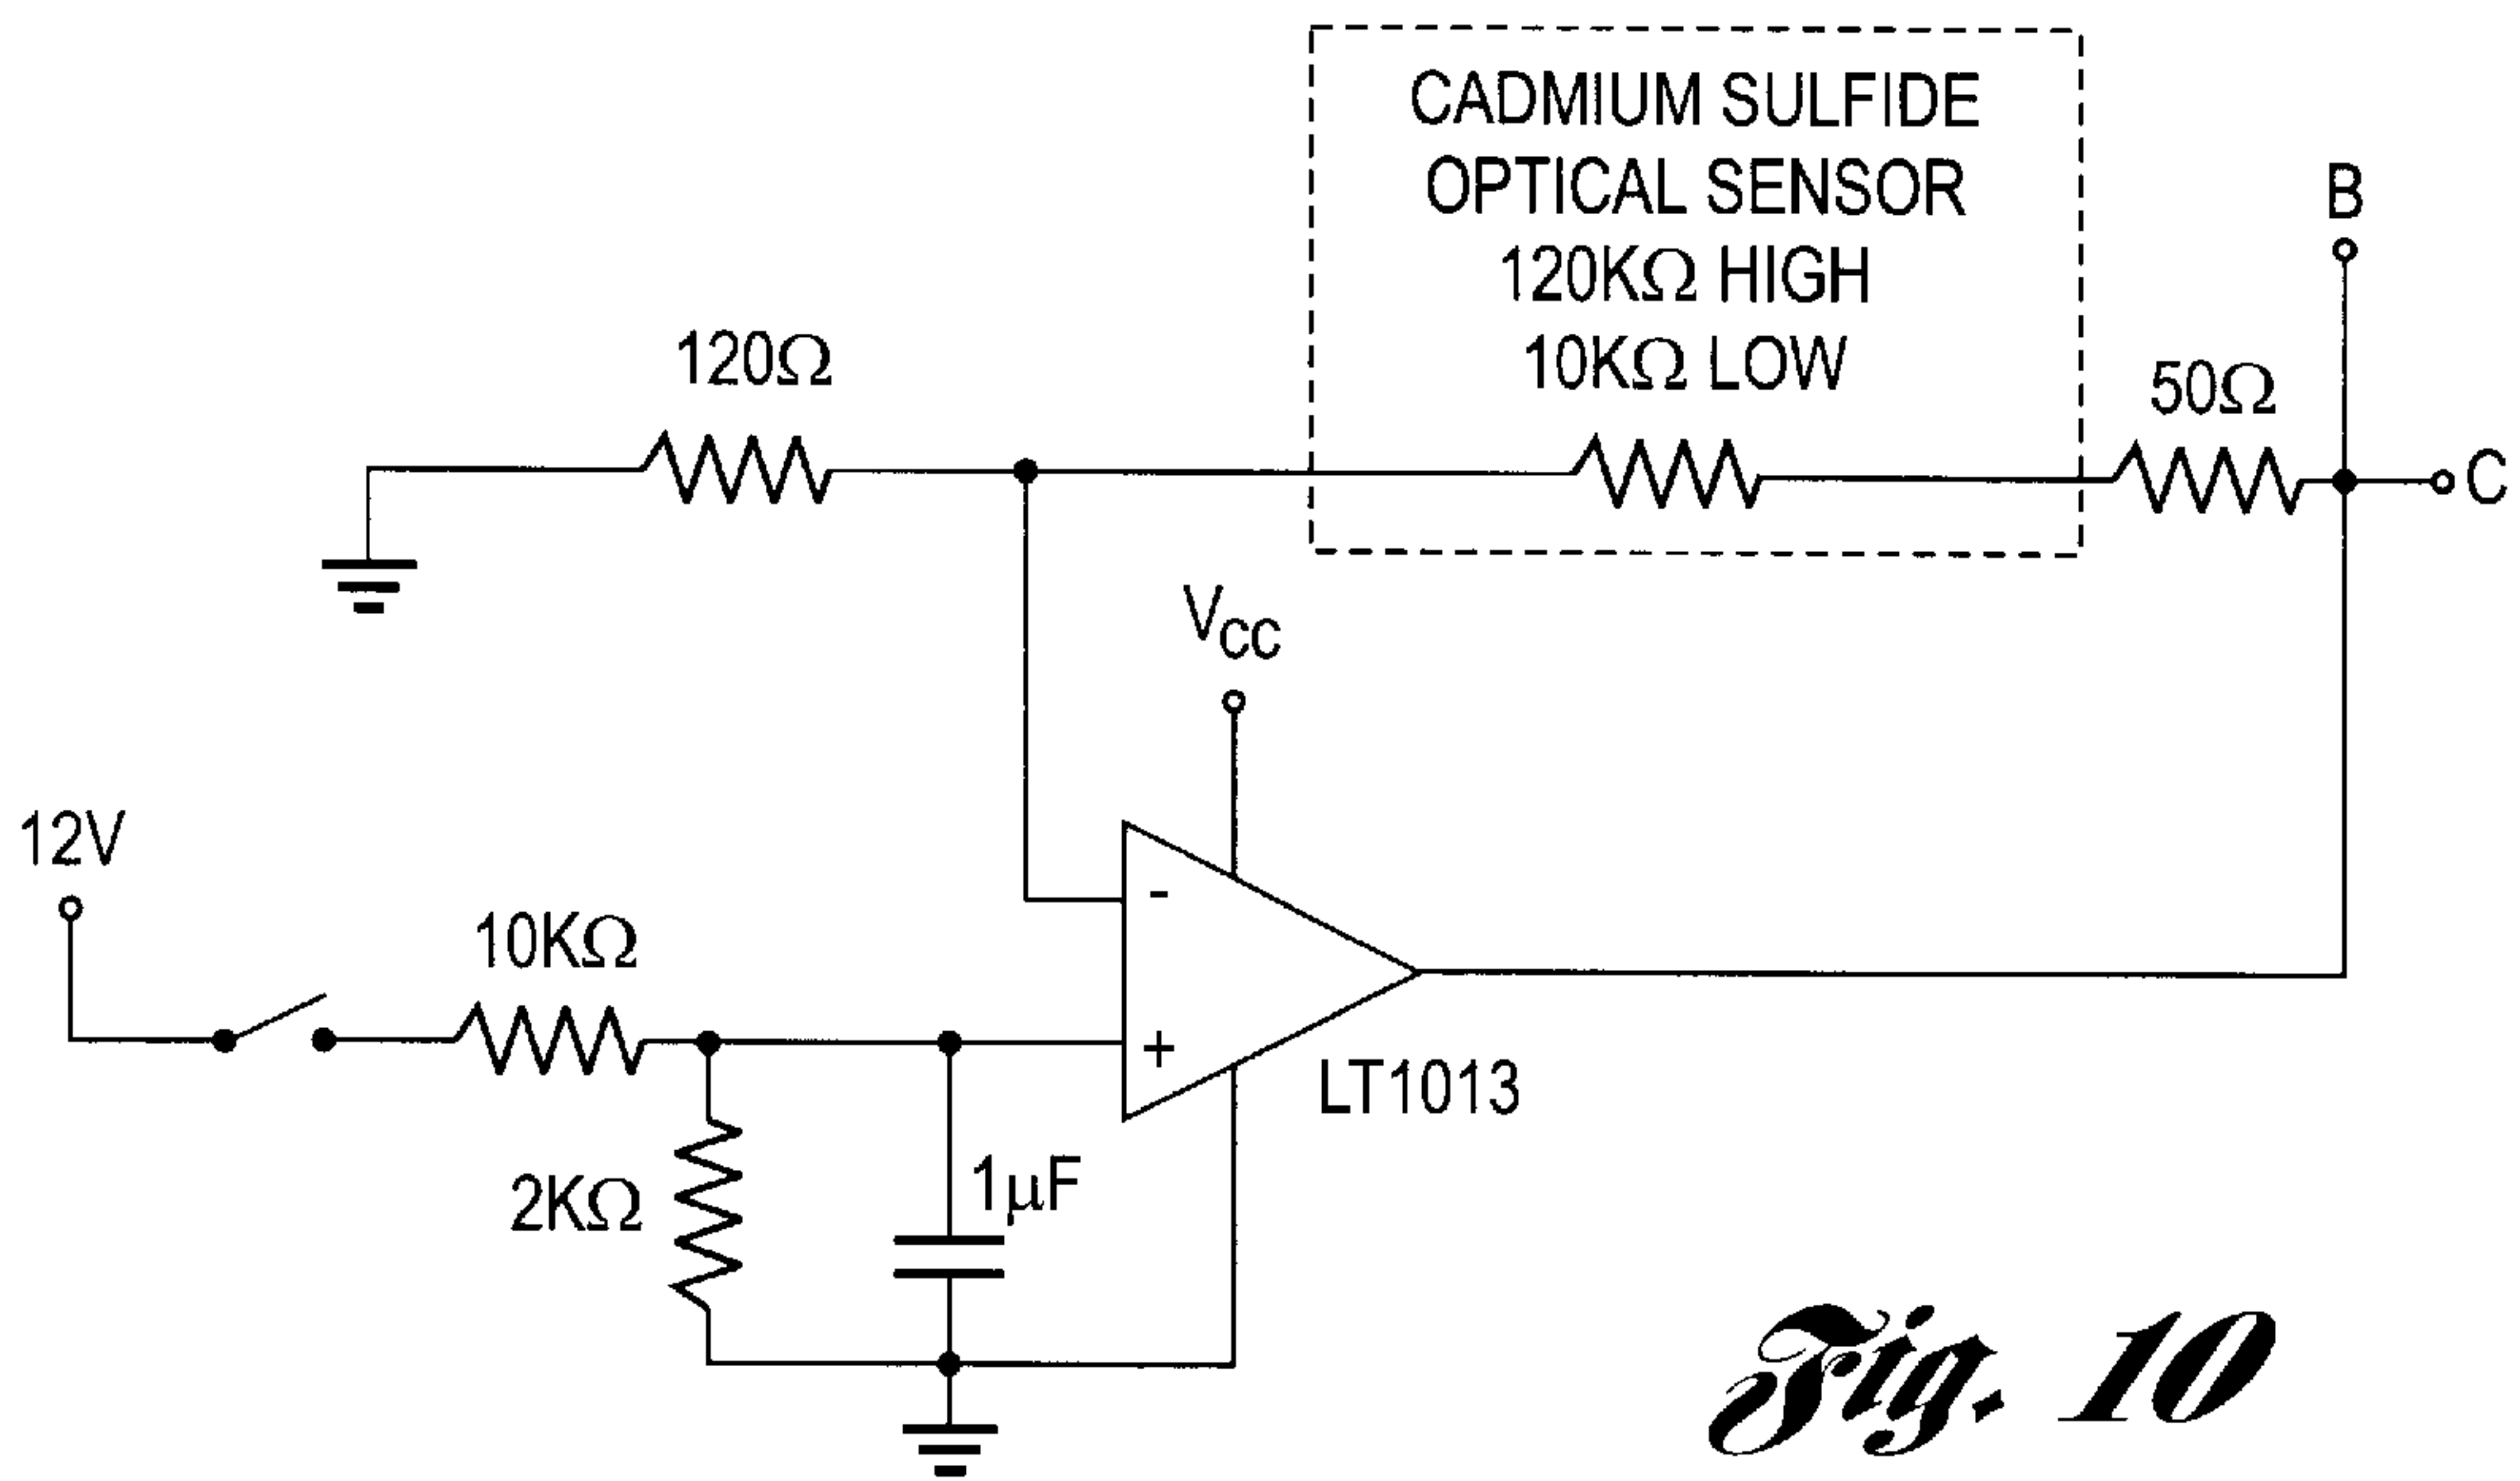 CADMIUM SULFIDE
OPTICAL SENSOR
120KΩ HIGH
10KΩ LOW
B
120Ω
50Ω
C
VCC
12V
10KΩ
-
+
LT1013
2KΩ
1µF
Fig. 10